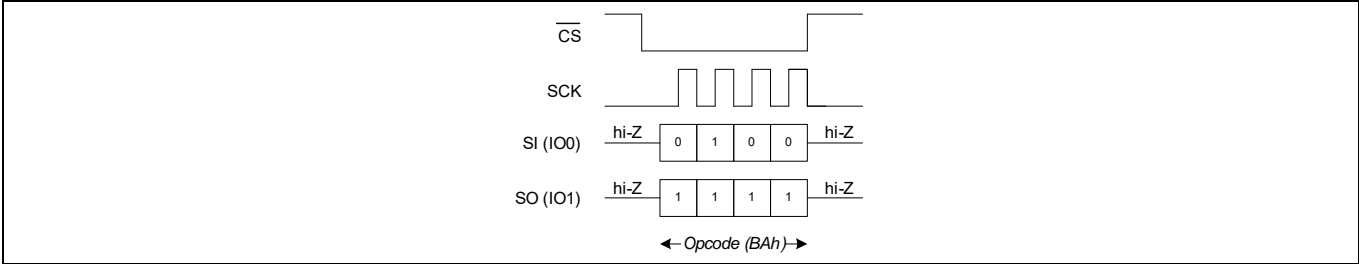 CS
SCK
SI (IO0) hi-Z 0 1 0 0 hi-Z
SO (IO1) hi-Z 1 1 1 1 hi-Z
Opcode (BAh)